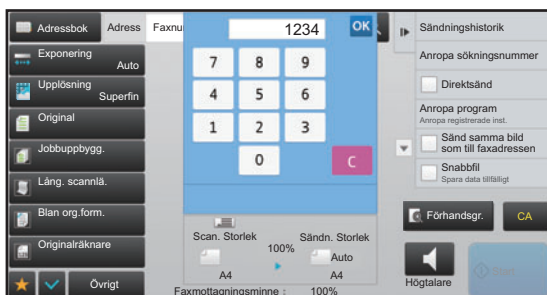 Adressbok
Adress
Faxnu
1234
OK
Exponering
Auto
Upplösning
Superfin
Original
Jobbuppbygg.
Lång. scannlä.
Blan org.form.
Originalräknare
Övrigt
7 8 9
4 5 6
1 2 3
0 C
Scan. Storlek
100%
Sändn. Storlek
Auto
A4
A4
Faxmottagningsminne : 100%
Sändningshistorik
Anropa sökningsnummer
Direktsänd
Anropa program
Anropa registrerade inst.
Sänd samma bild
som till faxadressen
Snabbfil
Spara data tillfälligt
Förhandsgr.
CA
Högtalare
Start